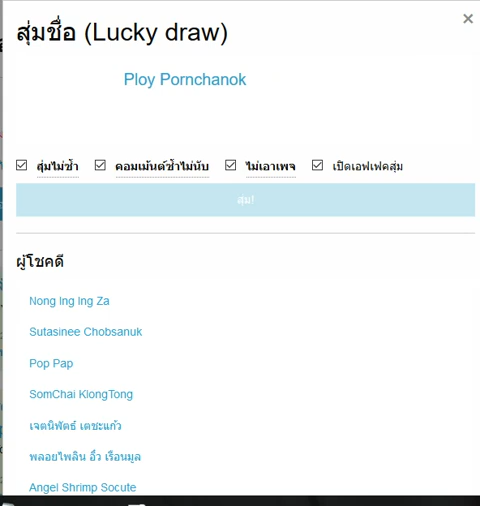 สุ่มชื่อ (Lucky draw)
×
Ploy Pornchanok
สุ่มไม่ซ้ำ คอมเม้นต์ซ้ำไม่นับ ไม่เอาเพจ เปิดเอฟเฟคสุ่ม
สุ่ม!
ผู้โชคดี
Nong Ing Ing Za
Sutasinee Chobsanuk
Pop Pap
SomChai KlongTong
เจตนิพัตธ์ เตชะแก้ว
พลอยไพลิน อิ๋ว เรือนมูล
Angel Shrimp Socute